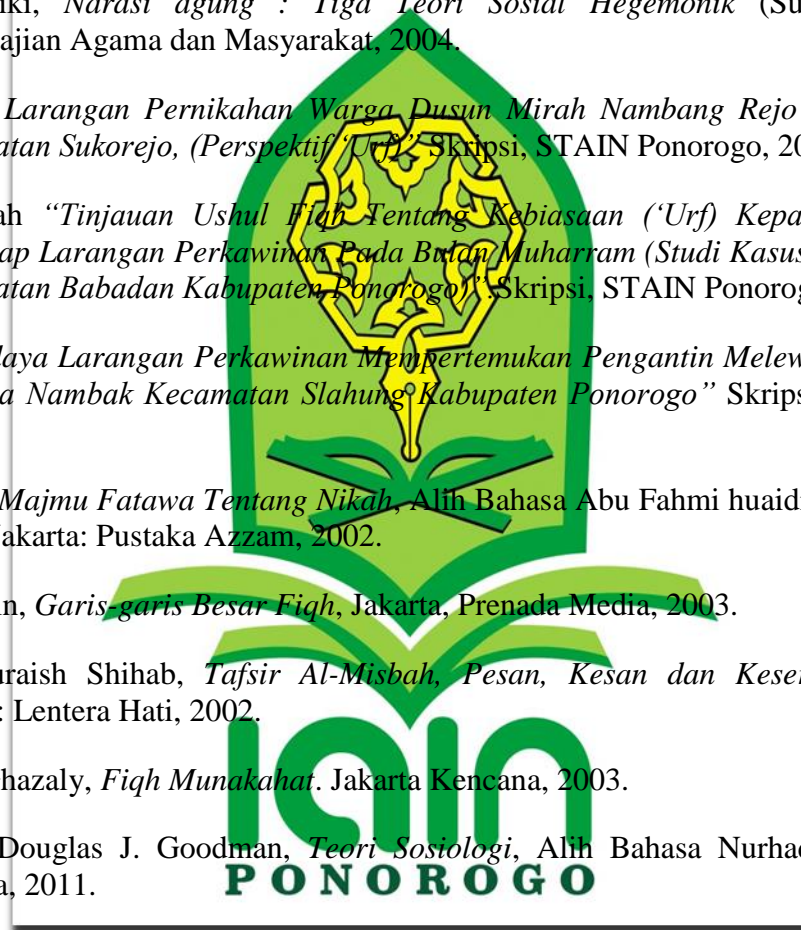 iki, Narasi agung : Tiga Teori Sosial Hegemonik (Su
ajian Agama dan Masyarakat, 2004.
Larangan Pernikahan Warga Dusun Mirah Nambang Rejo
atan Sukorejo, (Perspektif ‘Urf)” Skripsi, STAIN Ponorogo, 20
ah “Tinjauan Ushul Fiqh Tentang Kebiasaan (‘Urf) Kepa
ap Larangan Perkawinan Pada Bulan Muharram (Studi Kasus
atan Babadan Kabupaten Ponorogo)”.Skripsi, STAIN Ponorog
daya Larangan Perkawinan Mempertemukan Pengantin Melew
a Nambak Kecamatan Slahung Kabupaten Ponorogo” Skrips
Majmu Fatawa Tentang Nikah, Alih Bahasa Abu Fahmi huaidi
Jakarta: Pustaka Azzam, 2002.
in, Garis-garis Besar Fiqh, Jakarta, Prenada Media, 2003.
uraish Shihab, Tafsir Al-Misbah, Pesan, Kesan dan Keser
: Lentera Hati, 2002.
hazaly, Fiqh Munakahat. Jakarta Kencana, 2003.
Douglas J. Goodman, Teori Sosiologi, Alih Bahasa Nurhad
a, 2011.
iain
PONOROGO